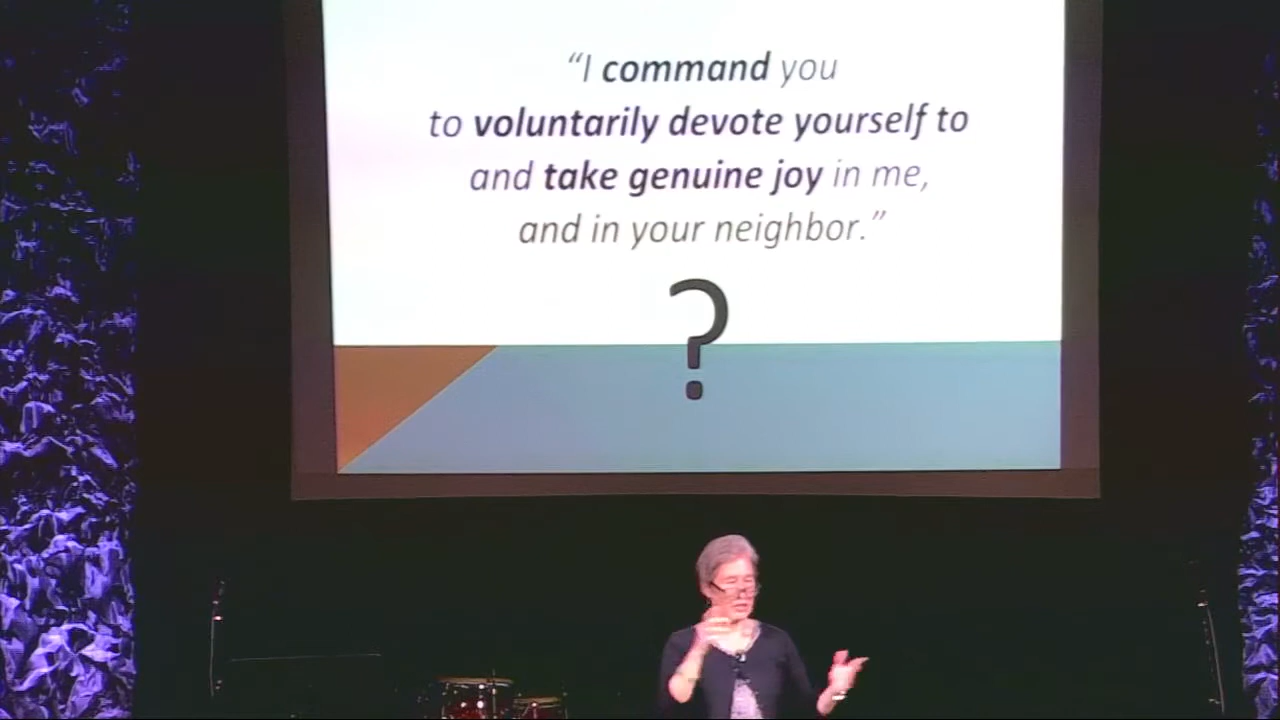 “I command you
to voluntarily devote yourself to
and take genuine joy in me,
and in your neighbor.”
?